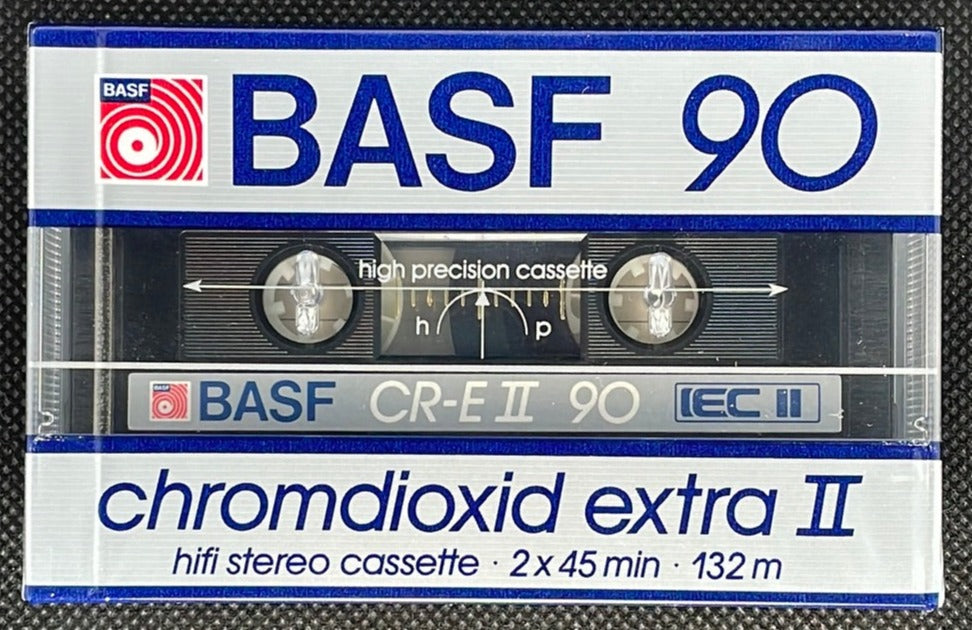 BASF
BASF 90
high precision cassette
h p
BASF
BASF CR-E II 90 IEC II
chromdioxid extra II
hifi stereo cassette · 2 x 45 min · 132 m